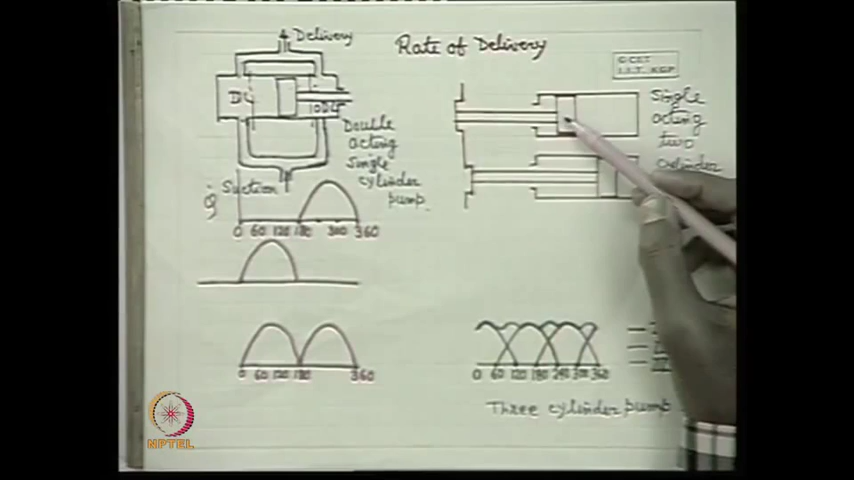 Rate of Delivery
Delivery
© CET
I.I.T. KGP
Double
acting
Single
cylinder
pump
Suction
Single
acting
two
cylinder
0 60 120 180 300 360
0 60 120 180 360
0 60 120 180 240 300 360
Three cylinder pump
NPTEL